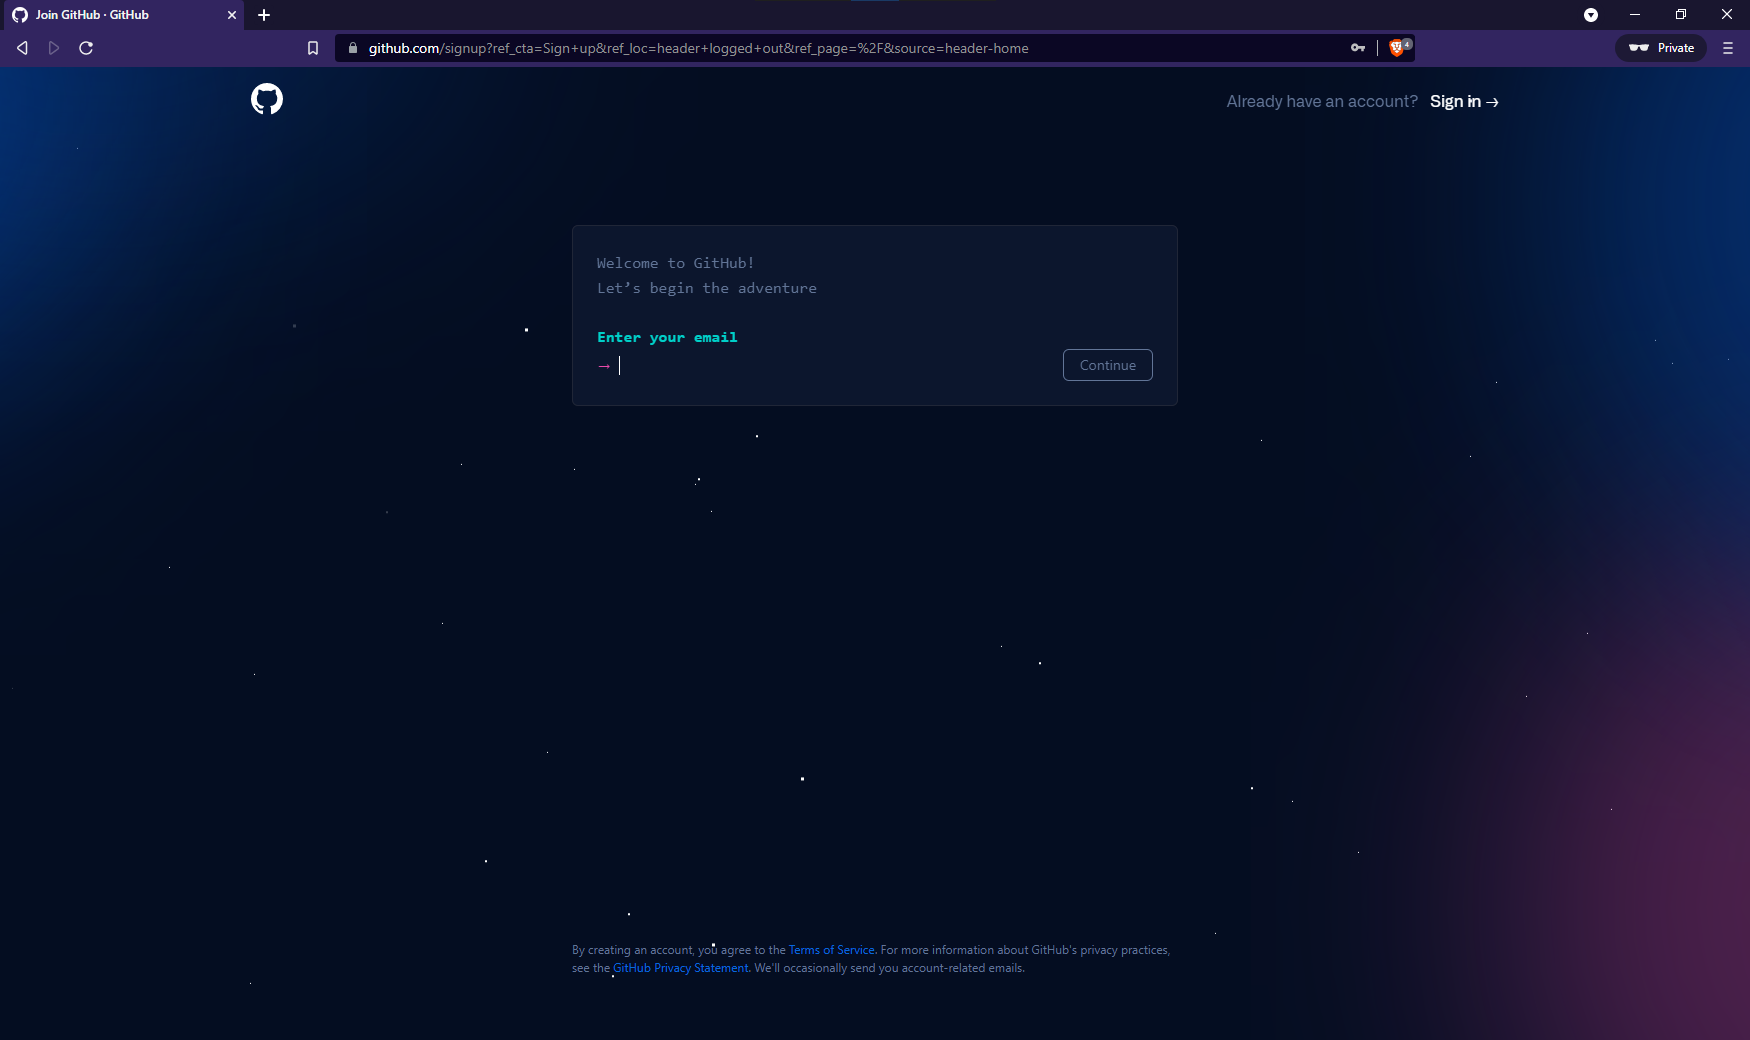 Join GitHub · GitHub
github.com/signup?ref_cta=Sign+up&ref_loc=header+logged+out&ref_page=%2F&source=header-home
4
Private
Already have an account? Sign in →
Welcome to GitHub!
Let’s begin the adventure
Enter your email
→
Continue
By creating an account, you agree to the Terms of Service. For more information about GitHub's privacy practices,
see the GitHub Privacy Statement. We'll occasionally send you account-related emails.